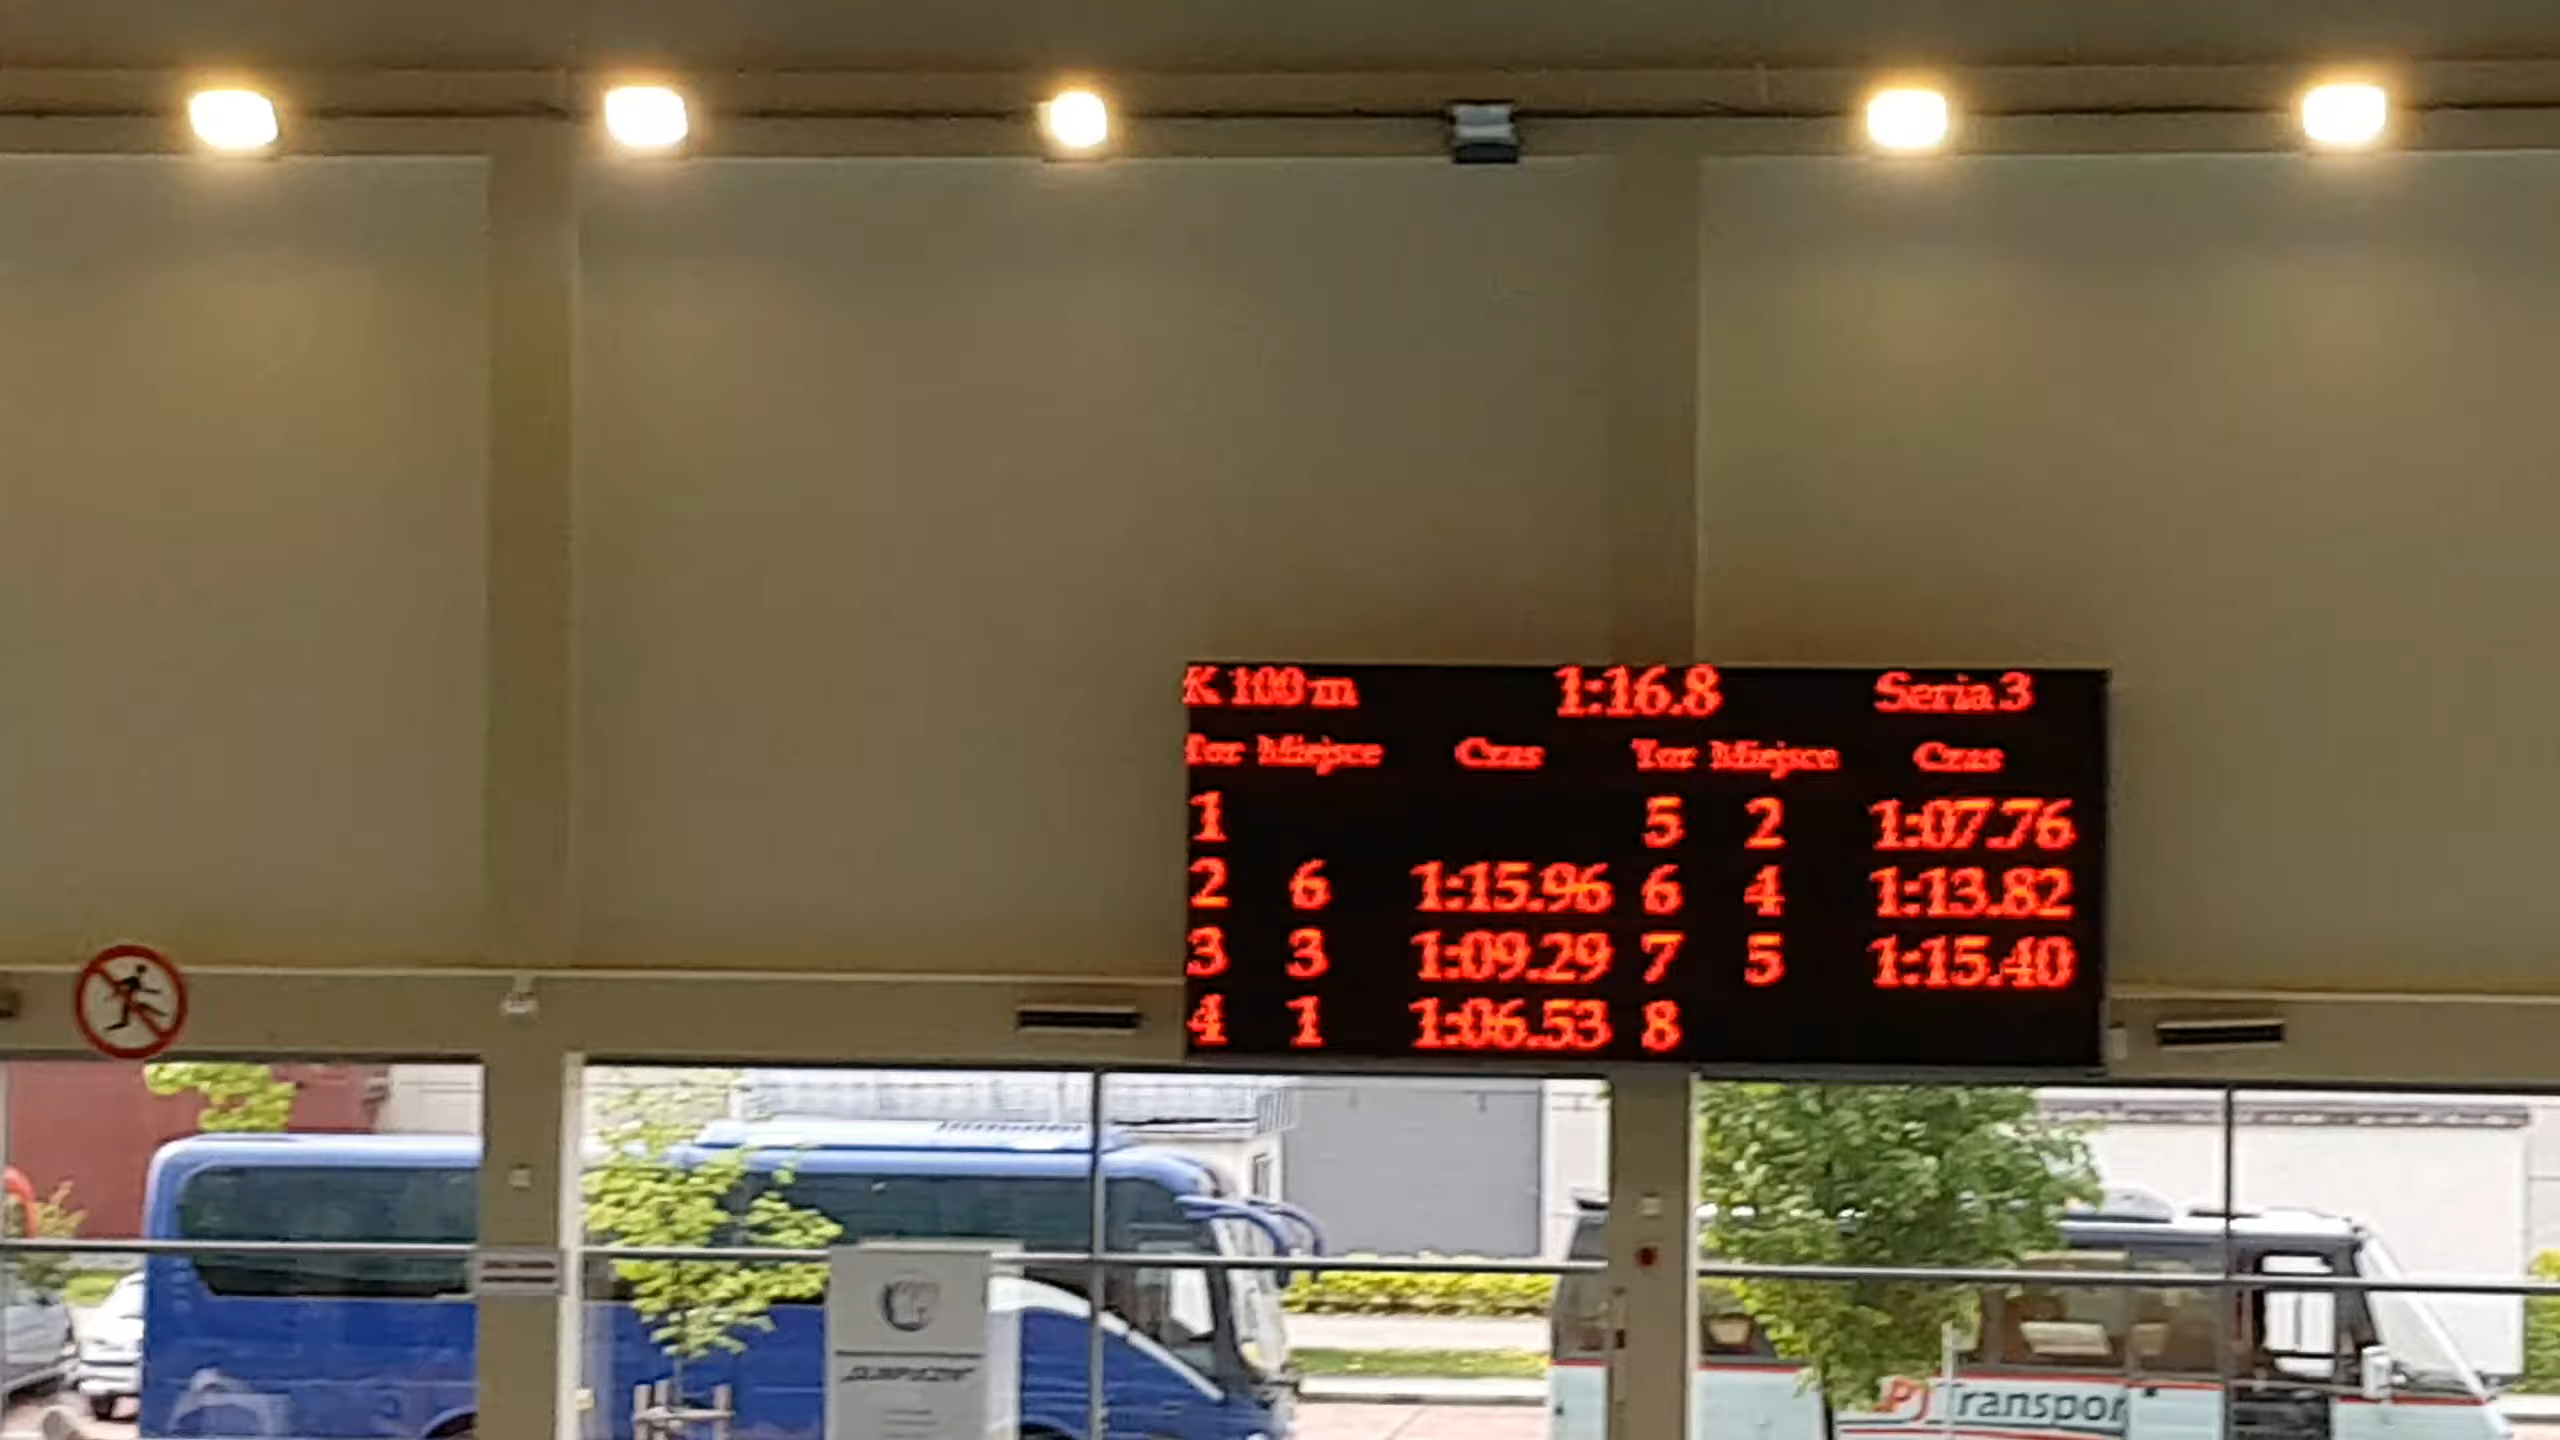 K 100 m 1:16.8 Seria 3
Tor Miejsce Czas Tor Miejsce Czas
1 5 2 1:07.76
2 6 1:15.96 6 4 1:13.82
3 3 1:09.29 7 5 1:15.40
4 1 1:06.53 8
PJ Transpor